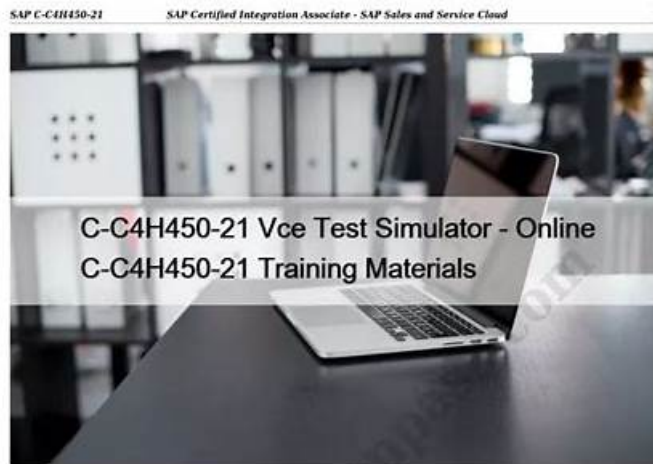 SAP C-C4H450-21 SAP Certified Integration Associate - SAP Sales and Service Cloud
C-C4H450-21 Vce Test Simulator - Online
C-C4H450-21 Training Materials